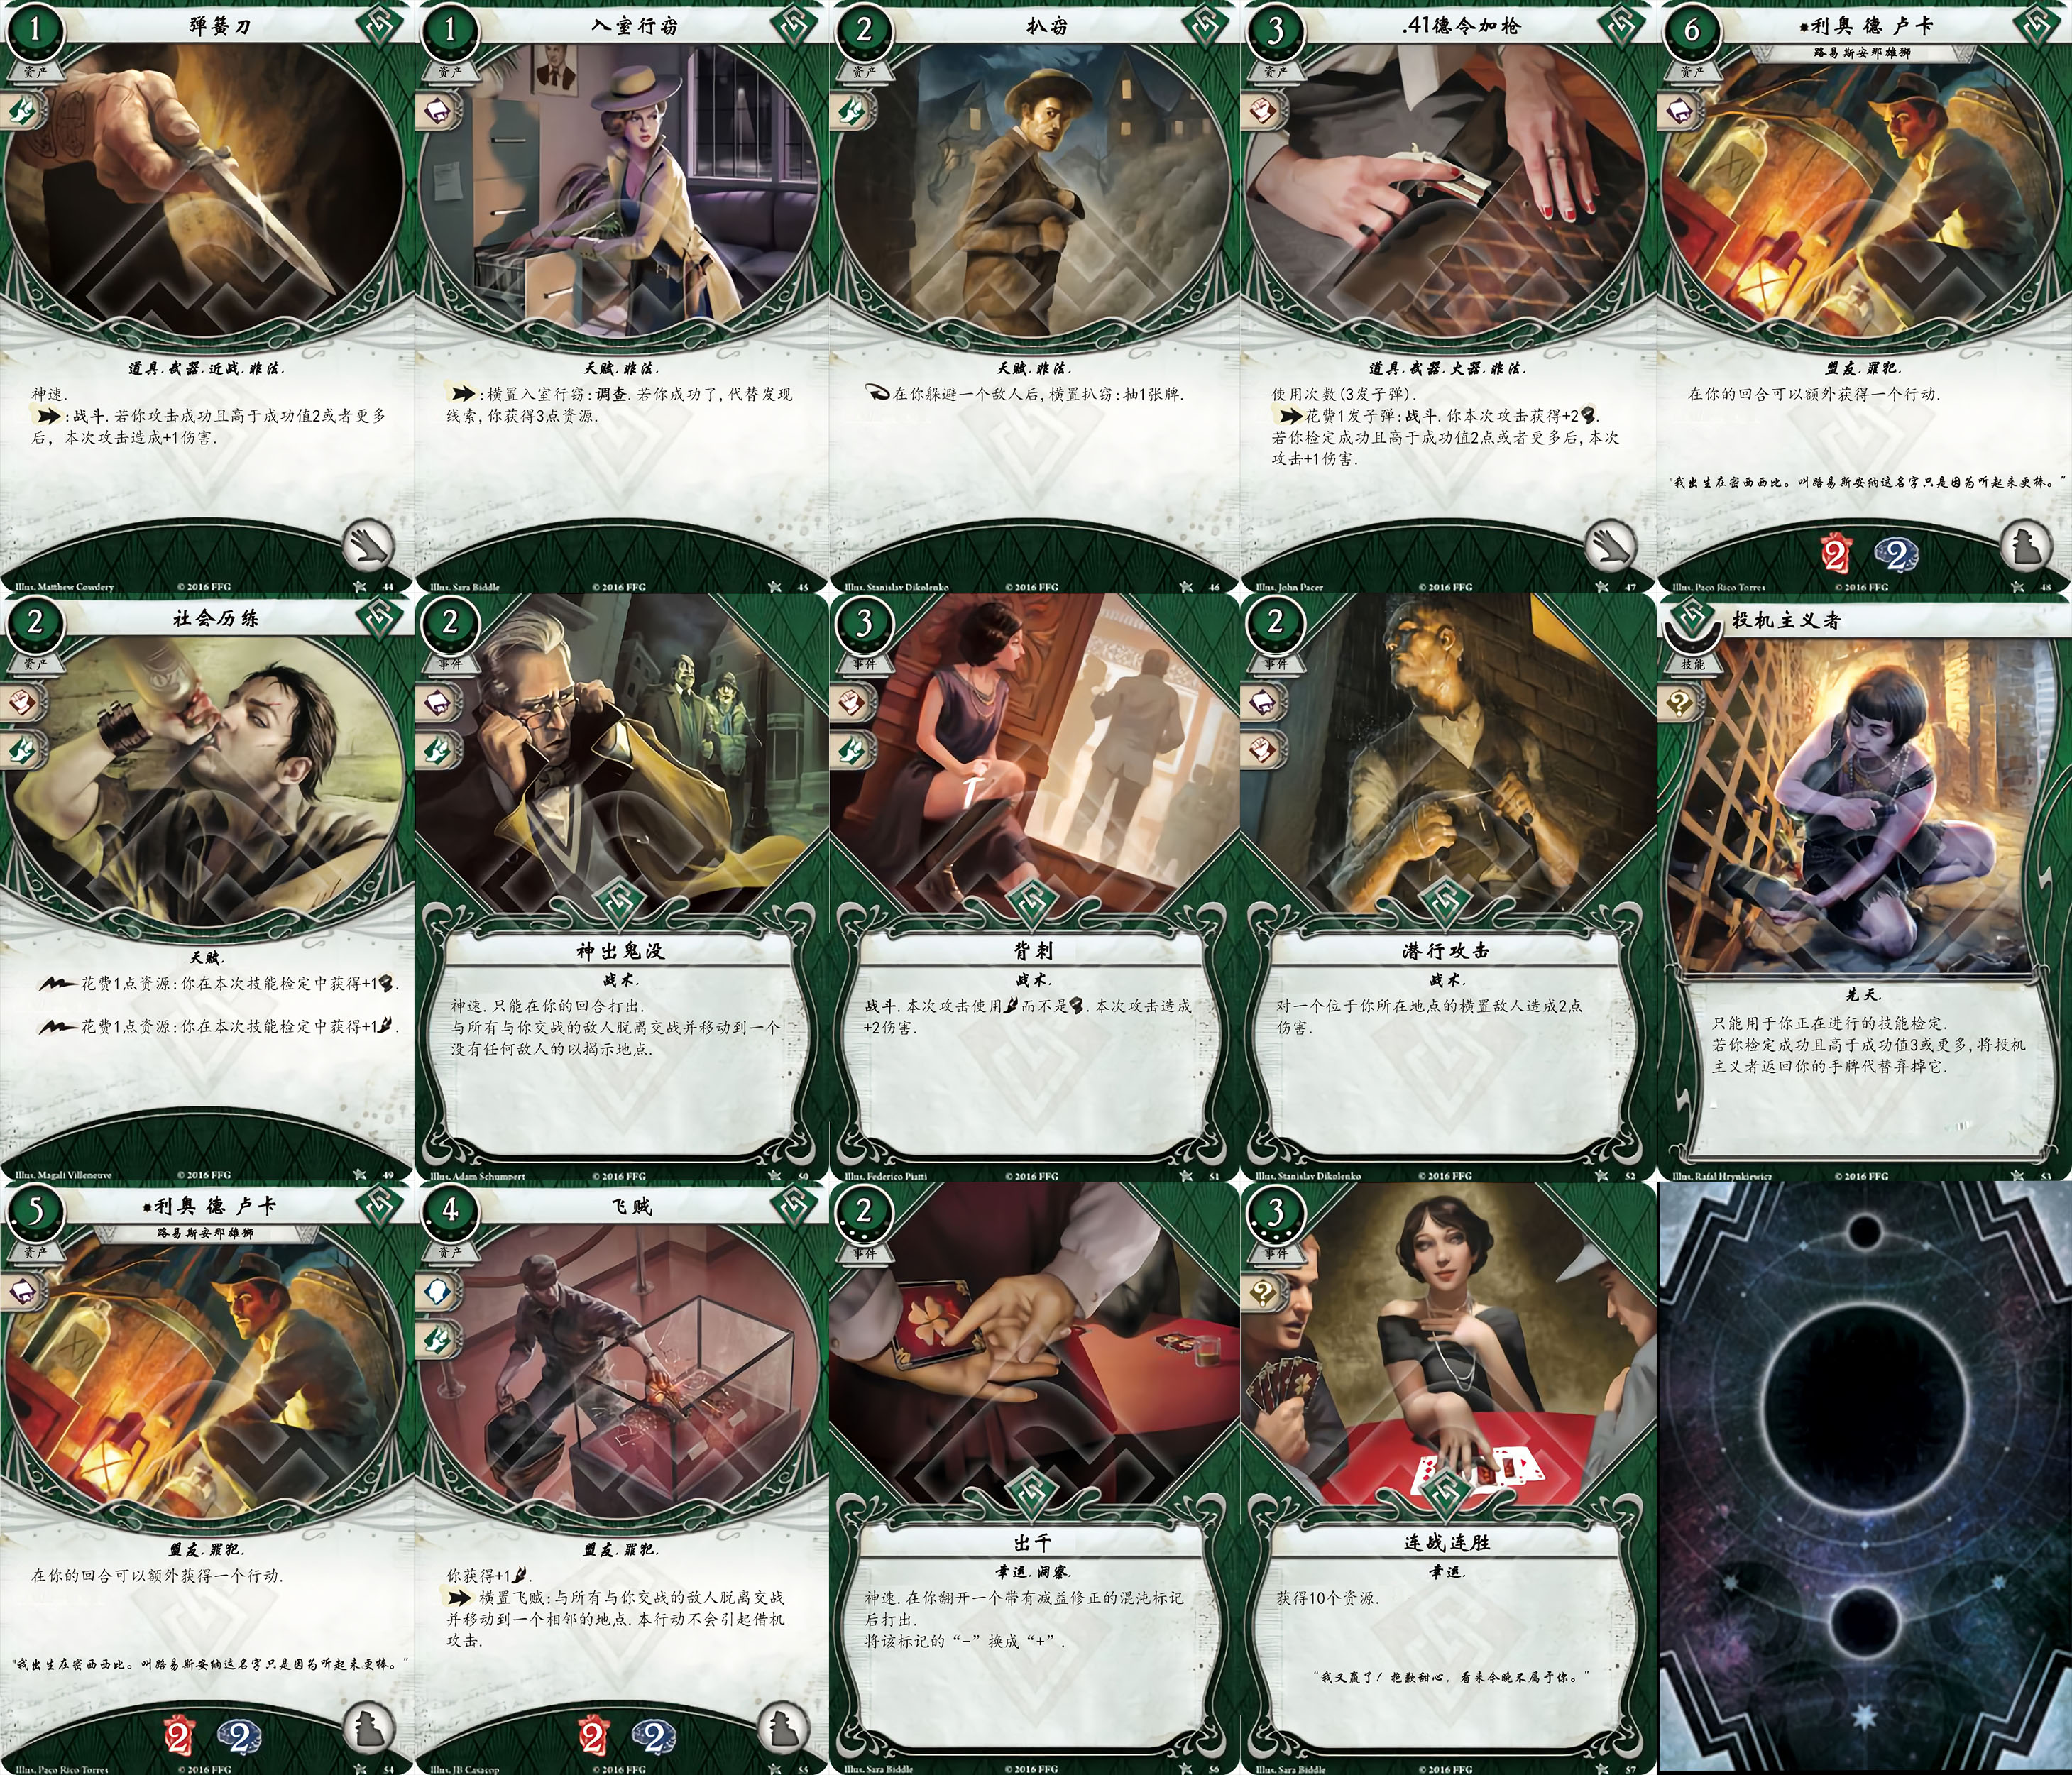 1
弹簧刀
资产
道具.武器.近战.非法.
神速.
:战斗.若你攻击成功且高于成功值2或者更多
后, 本次攻击造成+1伤害.
Illus. Matthew Cowdery
© 2016 FFG
44
1
入室行窃
资产
天赋.非法.
:横置入室行窃:调查.若你成功了,代替发现
线索,你获得3点资源.
Illus. Sara Biddle
© 2016 FFG
45
2
扒窃
资产
天赋.非法.
在你躲避一个敌人后,横置扒窃:抽1张牌.
Illus. Stanislav Dikolenko
© 2016 FFG
46
3
.41德令加枪
资产
道具.武器.火器.非法.
使用次数(3发子弹).
花费1发子弹:战斗.你本次攻击获得+2.
若你检定成功且高于成功值2点或者更多后,本次
攻击+1伤害.
Illus. John Pacer
© 2016 FFG
47
6
*利奥 德 卢卡
路易斯安那雄狮
资产
盟友.罪犯.
在你的回合可以额外获得一个行动.
"我出生在密西西比。叫路易斯安纳这名字只是因为听起来更棒。"
2 2
Illus. Paco Rico Torres
© 2016 FFG
48
2
社会历练
资产
天赋.
花费1点资源:你在本次技能检定中获得+1.
花费1点资源:你在本次技能检定中获得+1.
Illus. Magali Villeneuve
© 2016 FFG
49
2
事件
神出鬼没
战术.
神速.只能在你的回合打出.
与所有与你交战的敌人脱离交战并移动到一个
没有任何敌人的以揭示地点.
Illus. Adam Schumpert
© 2016 FFG
50
3
事件
背刺
战术.
战斗.本次攻击使用而不是.本次攻击造成
+2伤害.
Illus. Federico Piatti
© 2016 FFG
51
2
事件
潜行攻击
战术.
对一个位于你所在地点的横置敌人造成2点
伤害.
Illus. Stanislav Dikolenko
© 2016 FFG
52
投机主义者
技能
?
先天.
只能用于你正在进行的技能检定.
若你检定成功且高于成功值3或更多,将投机
主义者返回你的手牌代替弃掉它.
Illus. Rafal Hrynkiewicz
© 2016 FFG
53
5
*利奥 德 卢卡
路易斯安那雄狮
资产
盟友.罪犯.
在你的回合可以额外获得一个行动.
"我出生在密西西比。叫路易斯安纳这名字只是因为听起来更棒。"
2 2
Illus. Paco Rico Torres
© 2016 FFG
54
4
飞贼
资产
盟友.罪犯.
你获得+1.
横置飞贼:与所有与你交战的敌人脱离交战
并移动到一个相邻的地点.本行动不会引起借机
攻击.
2 2
Illus. JB Casacop
© 2016 FFG
55
2
事件
出千
幸运.洞察.
神速.在你翻开一个带有减益修正的混沌标记
后打出.
将该标记的“-”换成“+”.
Illus. Sara Biddle
© 2016 FFG
56
3
事件
?
连战连胜
幸运.
获得10个资源.
“我又赢了! 抱歉甜心, 看来今晚不属于你。”
Illus. Sara Biddle
© 2016 FFG
57